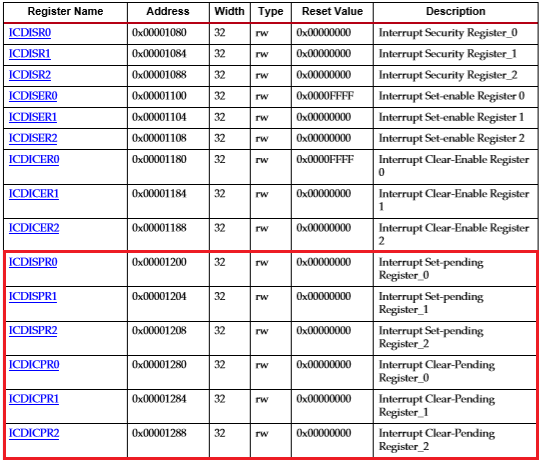 Register Name Address Width Type Reset Value Description
ICDISR0 0x00001080 32 rw 0x00000000 Interrupt Security Register_0
ICDISR1 0x00001084 32 rw 0x00000000 Interrupt Security Register_1
ICDISR2 0x00001088 32 rw 0x00000000 Interrupt Security Register_2
ICDISER0 0x00001100 32 rw 0x0000FFFF Interrupt Set-enable Register 0
ICDISER1 0x00001104 32 rw 0x00000000 Interrupt Set-enable Register 1
ICDISER2 0x00001108 32 rw 0x00000000 Interrupt Set-enable Register 2
ICDICER0 0x00001180 32 rw 0x0000FFFF Interrupt Clear-Enable Register
0
ICDICER1 0x00001184 32 rw 0x00000000 Interrupt Clear-Enable Register
1
ICDICER2 0x00001188 32 rw 0x00000000 Interrupt Clear-Enable Register
2
ICDISPR0 0x00001200 32 rw 0x00000000 Interrupt Set-pending
Register_0
ICDISPR1 0x00001204 32 rw 0x00000000 Interrupt Set-pending
Register_1
ICDISPR2 0x00001208 32 rw 0x00000000 Interrupt Set-pending
Register_2
ICDICPR0 0x00001280 32 rw 0x00000000 Interrupt Clear-Pending
Register_0
ICDICPR1 0x00001284 32 rw 0x00000000 Interrupt Clear-Pending
Register_1
ICDICPR2 0x00001288 32 rw 0x00000000 Interrupt Clear-Pending
Register_2